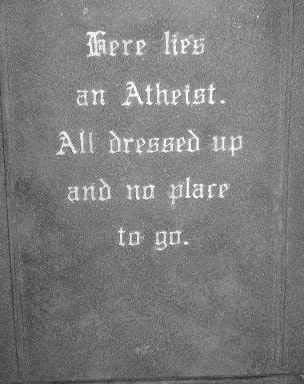 Here lies
an Atheist.
All dressed up
and no place
to go.